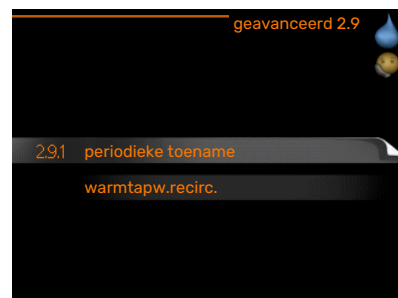 geavanceerd 2.9
2.9.1 periodieke toename
warmtapw.recirc.